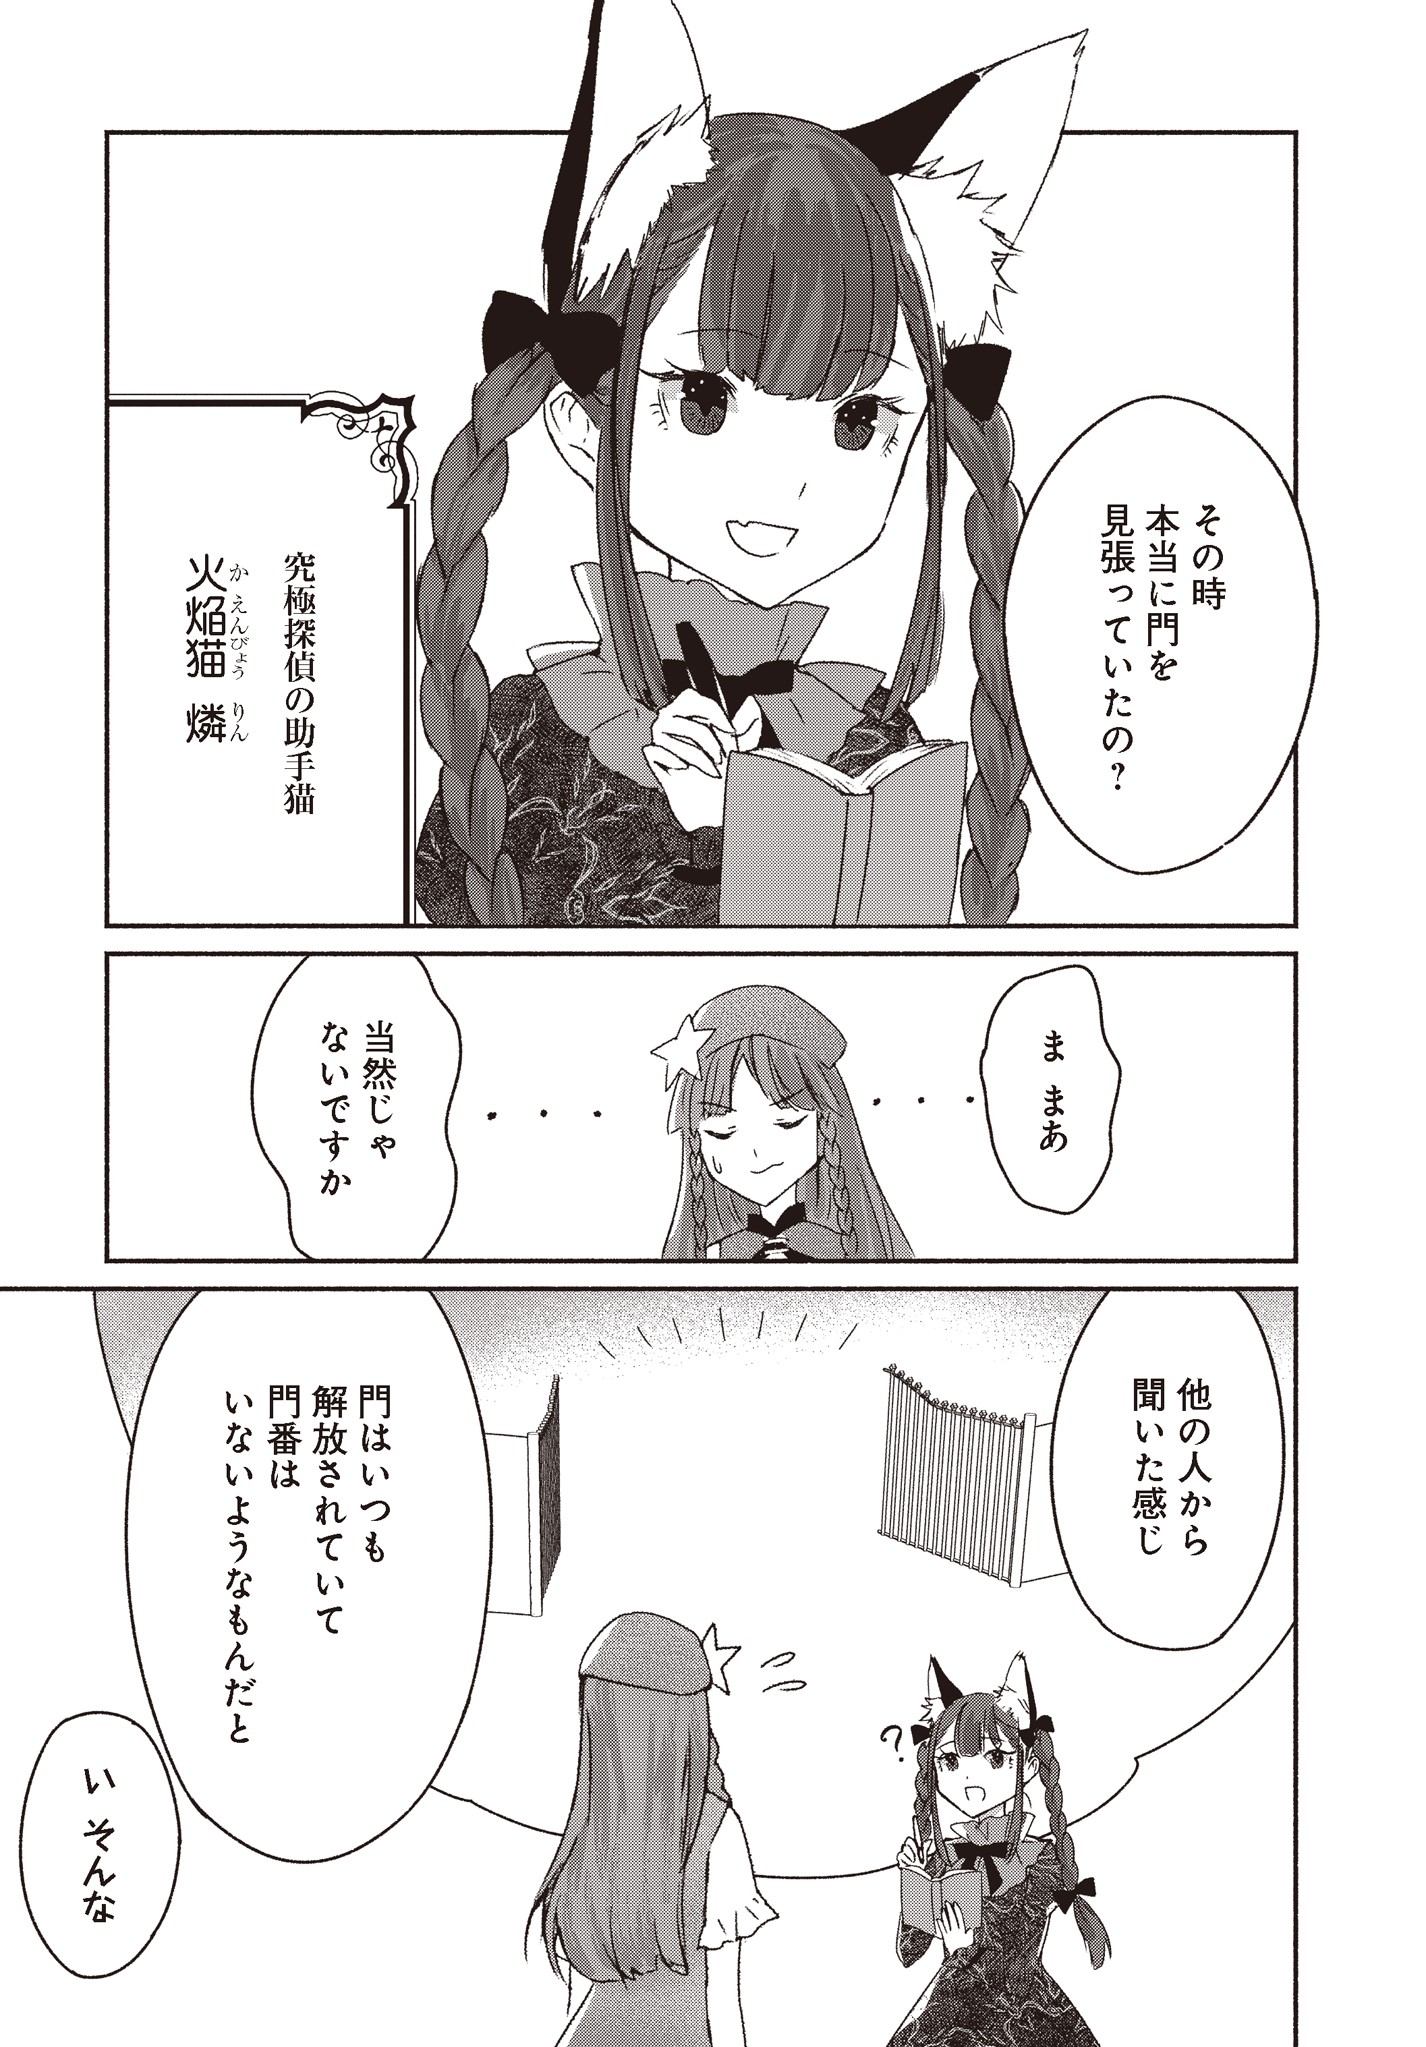 その時
本当に門を
見張っていたの?
究極探偵の助手猫
火焔猫 燐
かえんびょう りん
ま まあ
・・・
・・・
当然じゃ
ないですか
他の人から
聞いた感じ
門はいつも
解放されていて
門番は
いないようなもんだと
?
い そんな